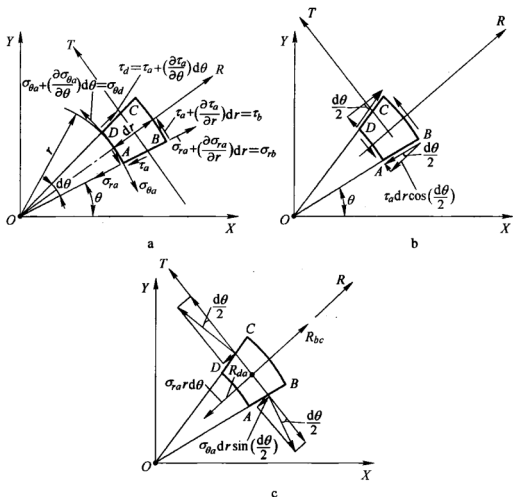 Y
T
τ_d=τ_a+(∂τ_a/∂θ)dθ
R
σ_θa+(∂σ_θa/∂θ)dθ=σ_θd
C
D
dr
B
τ_a+(∂τ_a/∂r)dr=τ_b
r
A
τ_a
σ_ra+(∂σ_ra/∂r)dr=σ_rb
σ_ra
σ_θa
dθ
θ
O
X
a
Y
T
R
dθ/2
C
D
B
A
dθ/2
θ
τ_a dr cos(dθ/2)
O
X
b
Y
T
R
dθ/2
R_bc
C
D
R_da
B
σ_ra r dθ
A
dθ/2
σ_θa dr sin(dθ/2)
O
X
c